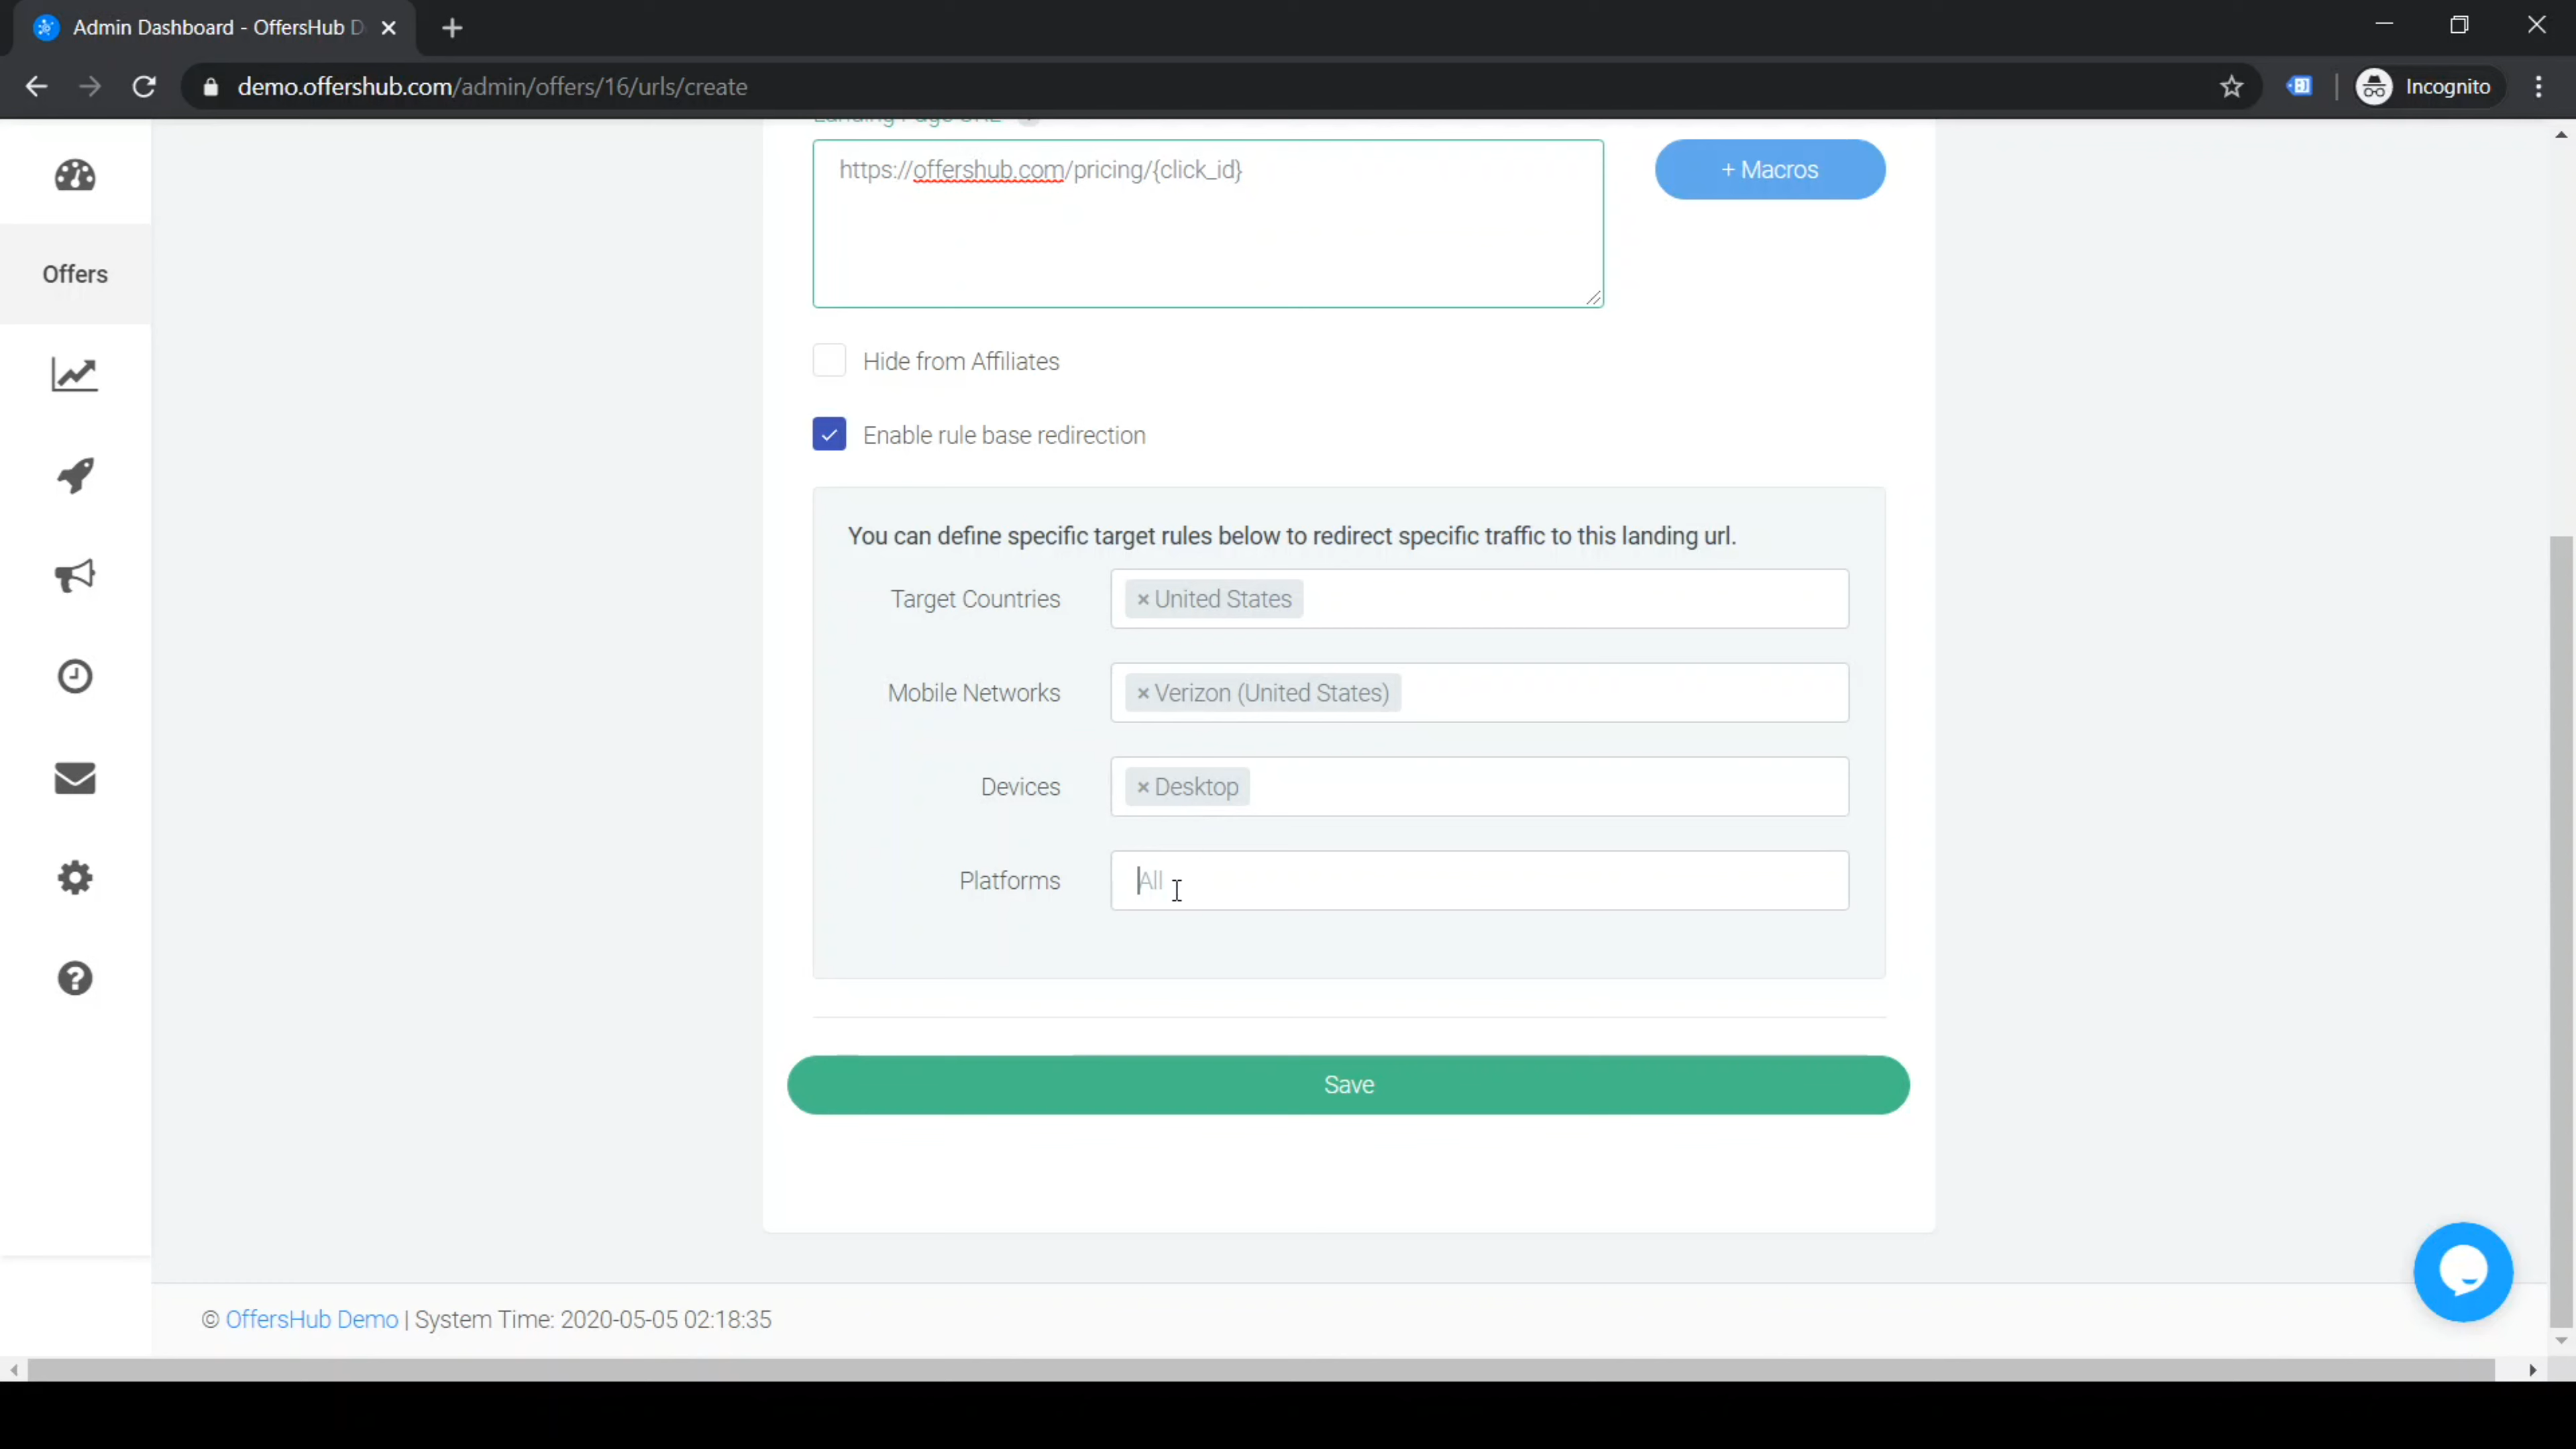 Admin Dashboard - OffersHub D
demo.offershub.com/admin/offers/16/urls/create
Incognito
Landing Page URL
https://offershub.com/pricing/{click_id}
+ Macros
Offers
Hide from Affiliates
Enable rule base redirection
You can define specific target rules below to redirect specific traffic to this landing url.
Target Countries
× United States
Mobile Networks
× Verizon (United States)
Devices
× Desktop
Platforms
All
Save
© OffersHub Demo | System Time: 2020-05-05 02:18:35